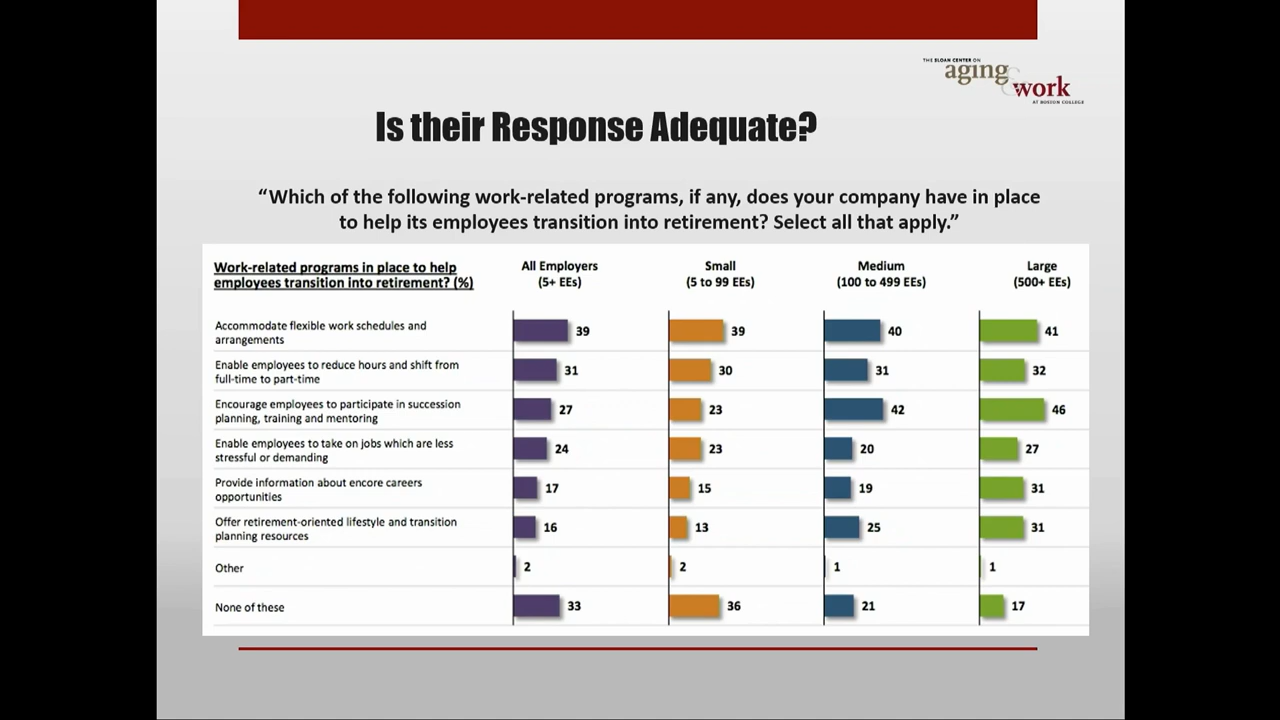 THE SLOAN CENTER ON
aging
& work
AT BOSTON COLLEGE
Is their Response Adequate?
“Which of the following work-related programs, if any, does your company have in place
to help its employees transition into retirement? Select all that apply.”
Work-related programs in place to help
employees transition into retirement? (%)
All Employers
(5+ EEs)
Small
(5 to 99 EEs)
Medium
(100 to 499 EEs)
Large
(500+ EEs)
Accommodate flexible work schedules and
arrangements
39
39
40
41
Enable employees to reduce hours and shift from
full-time to part-time
31
30
31
32
Encourage employees to participate in succession
planning, training and mentoring
27
23
42
46
Enable employees to take on jobs which are less
stressful or demanding
24
23
20
27
Provide information about encore careers
opportunities
17
15
19
31
Offer retirement-oriented lifestyle and transition
planning resources
16
13
25
31
Other
2
2
1
1
None of these
33
36
21
17